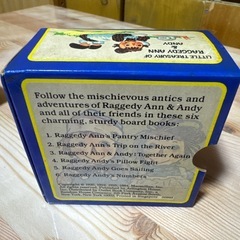 LITTLE TREASURY OF
RAGGEDY ANN
& ANDY
Follow the mischievous antics and
adventures of Raggedy Ann & Andy
and all of their friends in these six
charming, sturdy board books:
1. Raggedy Ann's Pantry Mischief
2. Raggedy Ann's Trip on the River
3. Raggedy Ann & Andy: Together Again
4. Raggedy Andy's Pillow Fight
5. Raggedy Andy Goes Sailing
6. Raggedy Andy's Numbers